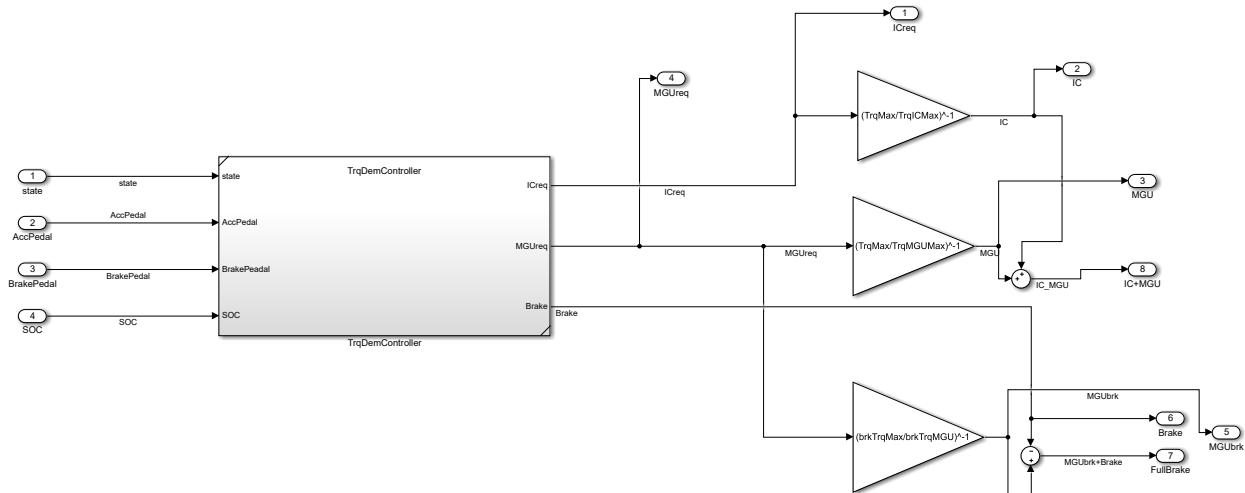 1
ICreq
2
IC
4
MGUreq
(TrqMax/TrqICMax)^-1
IC
TrqDemController
1
state
state
state
ICreq
ICreq
3
MGU
2
AccPedal
AccPedal
AccPedal
MGUreq
MGUreq
(TrqMax/TrqMGUMax)^-1
MGU
+
+
IC_MGU
8
IC+MGU
3
BrakePedal
BrakePedal
BrakePeadal
4
SOC
SOC
SOC
Brake
Brake
TrqDemController
MGUbrk
6
Brake
5
MGUbrk
(brkTrqMax/brkTrqMGU)^-1
−
+
MGUbrk+Brake
7
FullBrake